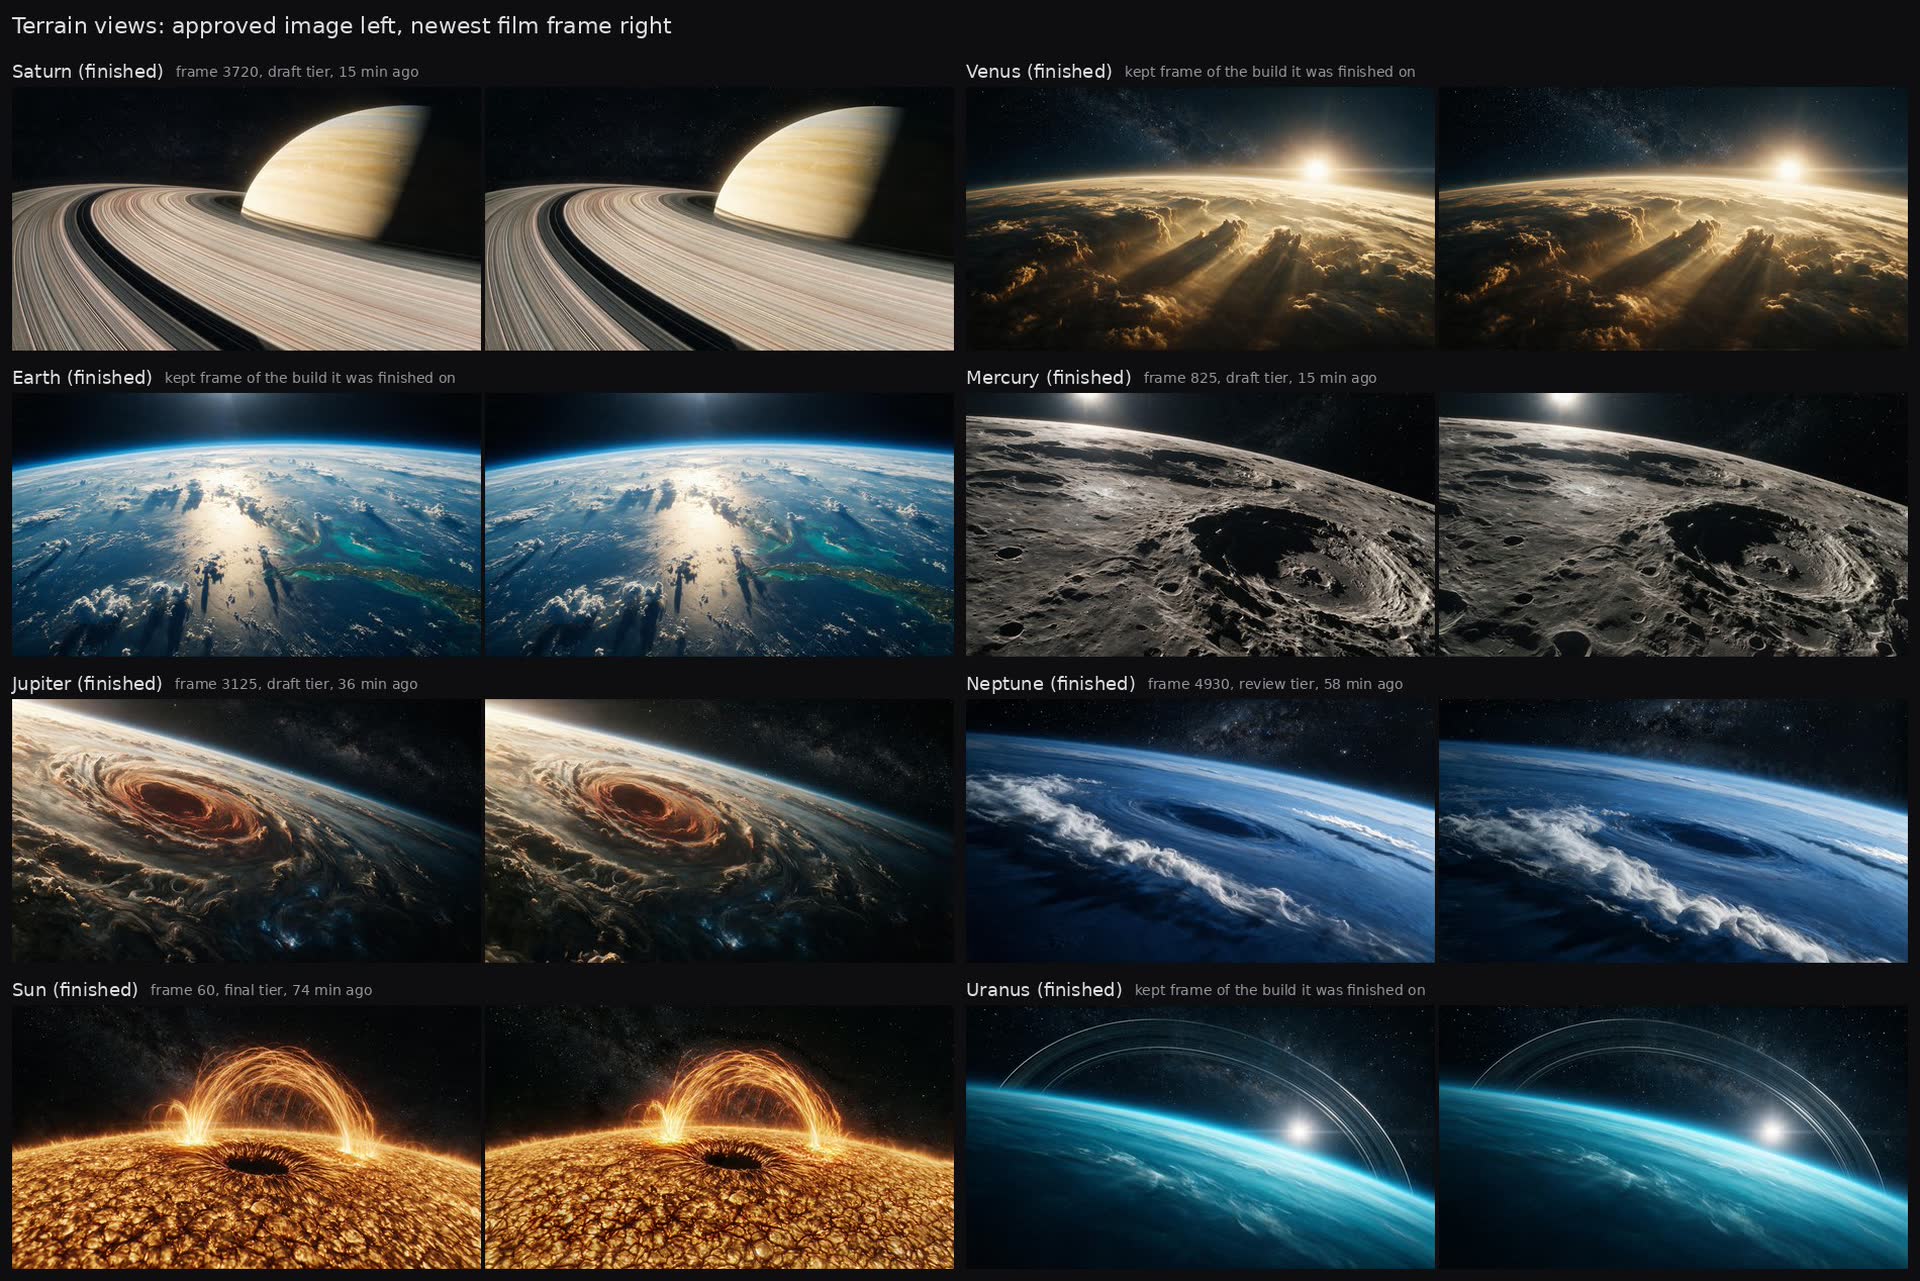 Terrain views: approved image left, newest film frame right
Saturn (finished) frame 3720, draft tier, 15 min ago
Venus (finished) kept frame of the build it was finished on
Earth (finished) kept frame of the build it was finished on
Mercury (finished) frame 825, draft tier, 15 min ago
Jupiter (finished) frame 3125, draft tier, 36 min ago
Neptune (finished) frame 4930, review tier, 58 min ago
Sun (finished) frame 60, final tier, 74 min ago
Uranus (finished) kept frame of the build it was finished on